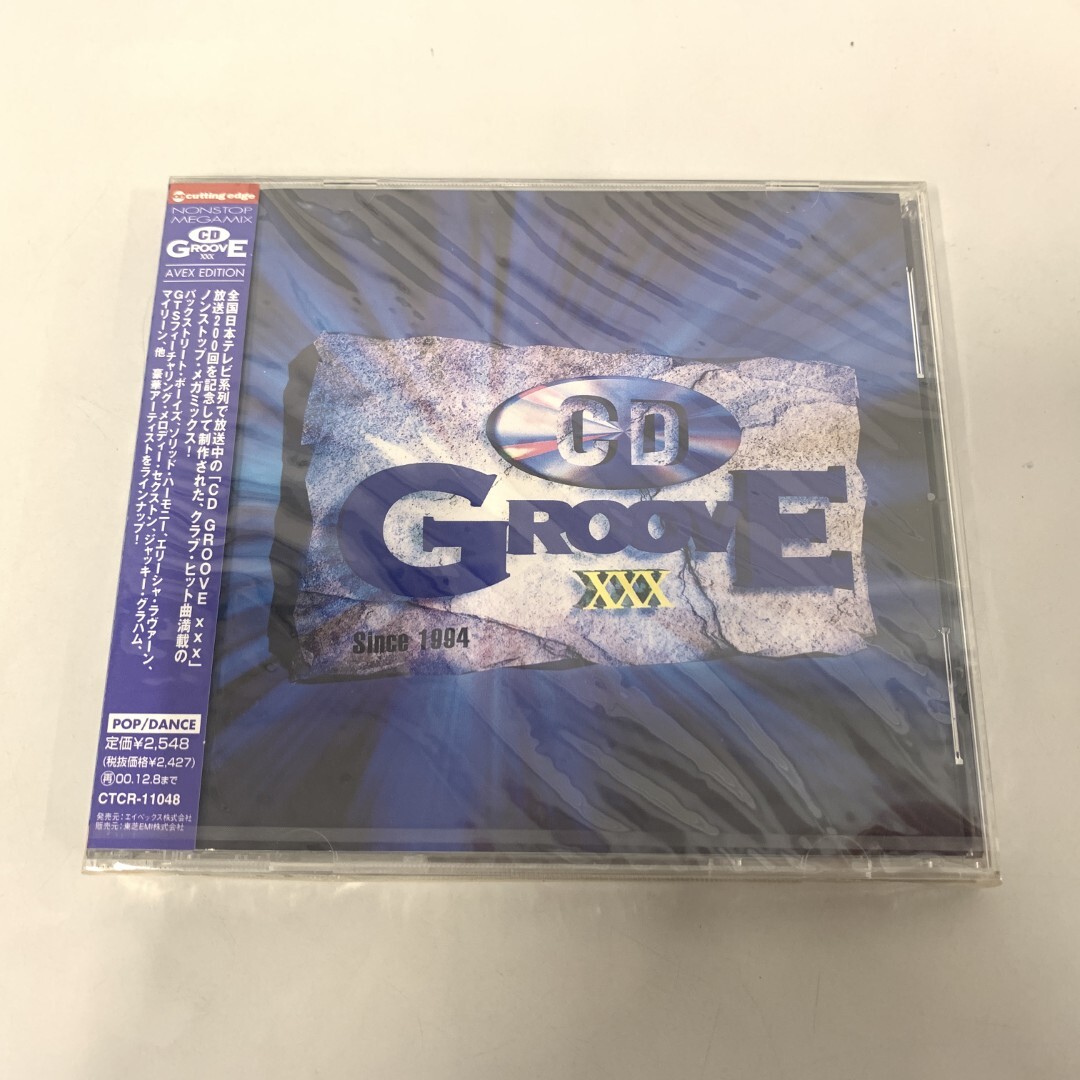 cutting edge
NONSTOP
MEGAMIX
CD
GROOVE
XXX
AVEX EDITION
全国日本テレビ系列で放送中の「CD GROOVE xxx」
放送200回を記念して制作された、クラブ・ヒット曲満載の
ノンストップ・メガミックス!
バックストリート・ボーイズ、ソリッド・ハーモニー、エリーシャ・ラヴァーン、
GTSフィーチャリング・メロディー・セクストン、ジャッキー・グラハム、
マイリーン、他 豪華アーティストをラインナップ!
POP/DANCE
定価¥2,548
(税抜価格¥2,427)
再00.12.8まで
CTCR-11048
発売元:エイベックス株式会社
販売元:東芝EMI株式会社
CD
GROOVE
XXX
Since 1994